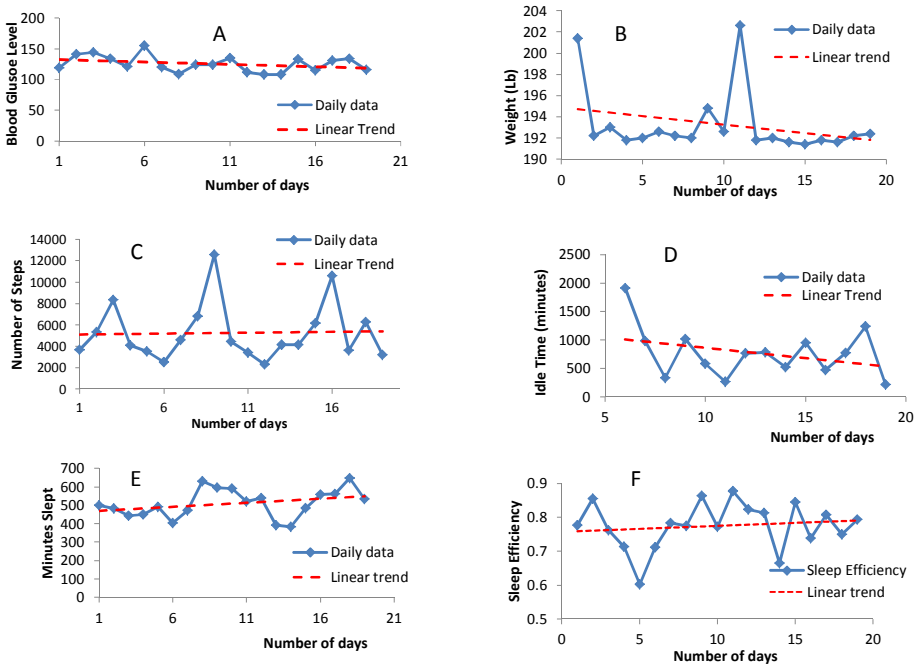 A
Blood Glusoe Level
200
150
100
50
0
1 6 11 16 21
Daily data
Linear Trend
Number of days
B
Weight (Lb)
204
202
200
198
196
194
192
190
0 5 10 15 20
Daily data
Linear trend
Number of days
C
Number of Steps
14000
12000
10000
8000
6000
4000
2000
0
1 6 11 16
Daily data
Linear Trend
Number of days
D
Idle Time (minutes)
2500
2000
1500
1000
500
0
5 10 15 20
Daily data
Linear Trend
Number of days
E
Minutes Slept
700
600
500
400
300
200
100
0
1 6 11 16 21
Daily data
Linear trend
Number of days
F
Sleep Efficiency
0.9
0.8
0.7
0.6
0.5
0 5 10 15 20
Sleep Efficiency
Linear trend
Number of days